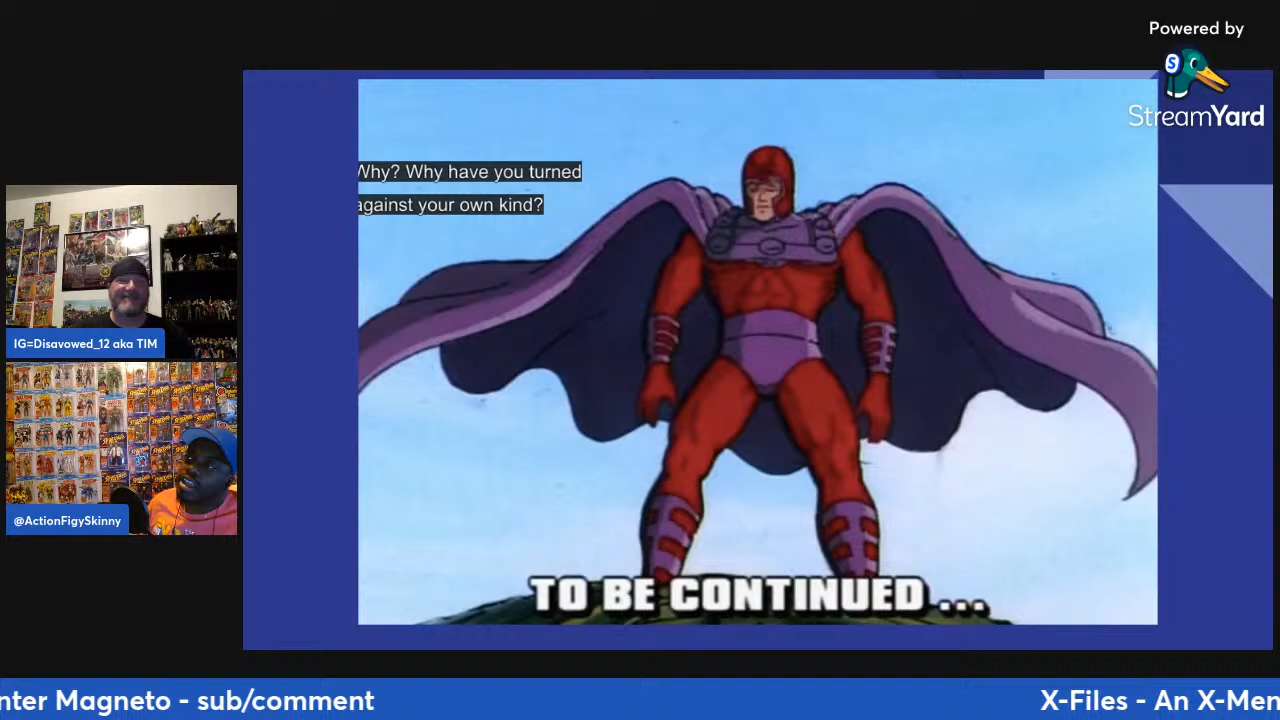 Powered by
S
StreamYard
Why? Why have you turned
against your own kind?
IG=Disavowed_12 aka TIM
@ActionFigySkinny
TO BE CONTINUED ...
nter Magneto - sub/comment
X-Files - An X-Men